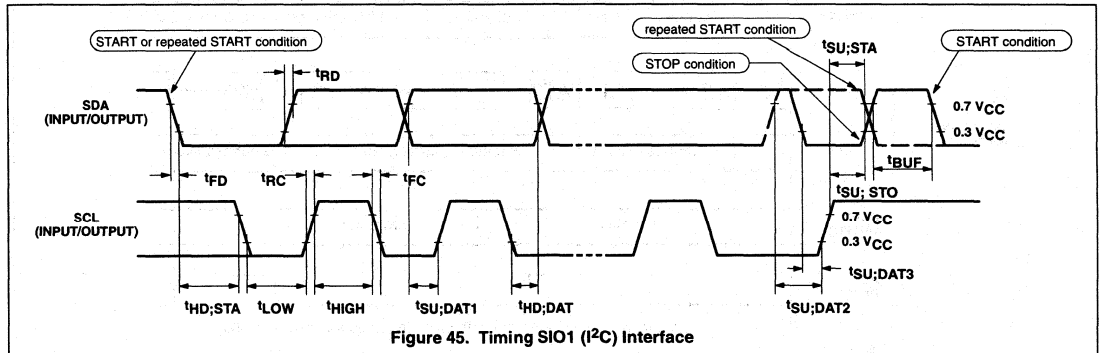 START or repeated START condition
repeated START condition
tSU;STA
START condition
STOP condition
tRD
SDA
(INPUT/OUTPUT)
0.7 VCC
0.3 VCC
tFD
tRC
tFC
tBUF
tSU; STO
SCL
(INPUT/OUTPUT)
0.7 VCC
0.3 VCC
tSU;DAT3
tHD;STA
tLOW
tHIGH
tSU;DAT1
tHD;DAT
tSU;DAT2
Figure 45. Timing SIO1 (I²C) Interface